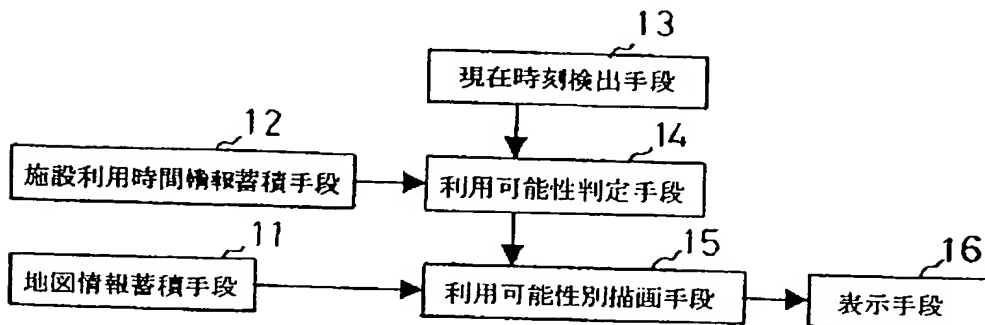 13
現在時刻検出手段
12
14
施設利用時間情報蓄積手段
利用可能性判定手段
11
15
16
地図情報蓄積手段
利用可能性別描画手段
表示手段